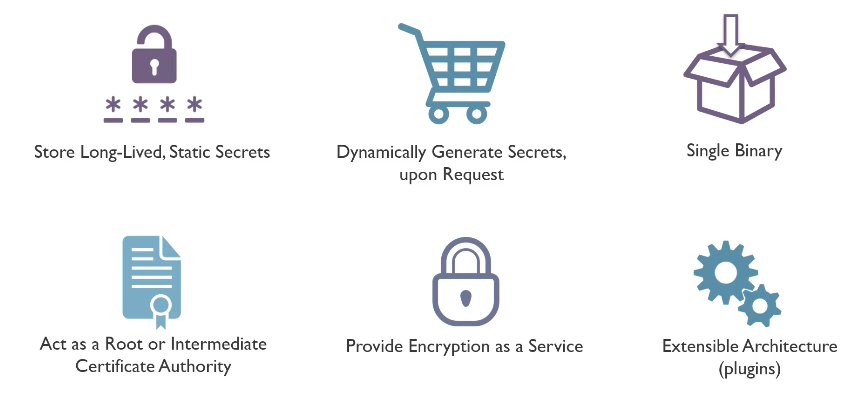 * * * *
Store Long-Lived, Static Secrets
Dynamically Generate Secrets,
upon Request
Single Binary
Act as a Root or Intermediate
Certificate Authority
Provide Encryption as a Service
Extensible Architecture
(plugins)